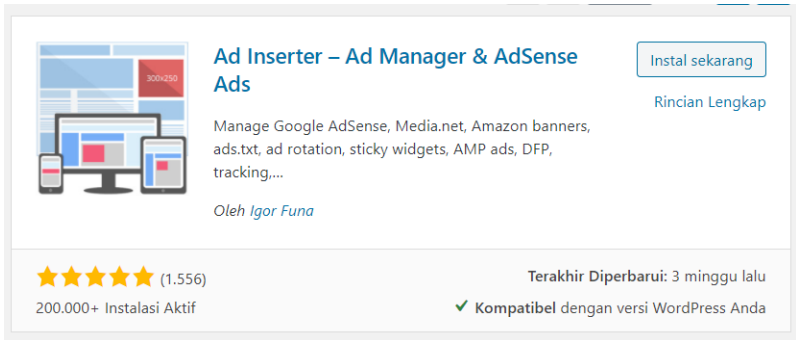 Ad Inserter – Ad Manager & AdSense
Ads
Instal sekarang
Rincian Lengkap
300x250
Manage Google AdSense, Media.net, Amazon banners,
ads.txt, ad rotation, sticky widgets, AMP ads, DFP,
tracking,...
Oleh Igor Funa
(1.556)
200.000+ Instalasi Aktif
Terakhir Diperbarui: 3 minggu lalu
Kompatibel dengan versi WordPress Anda